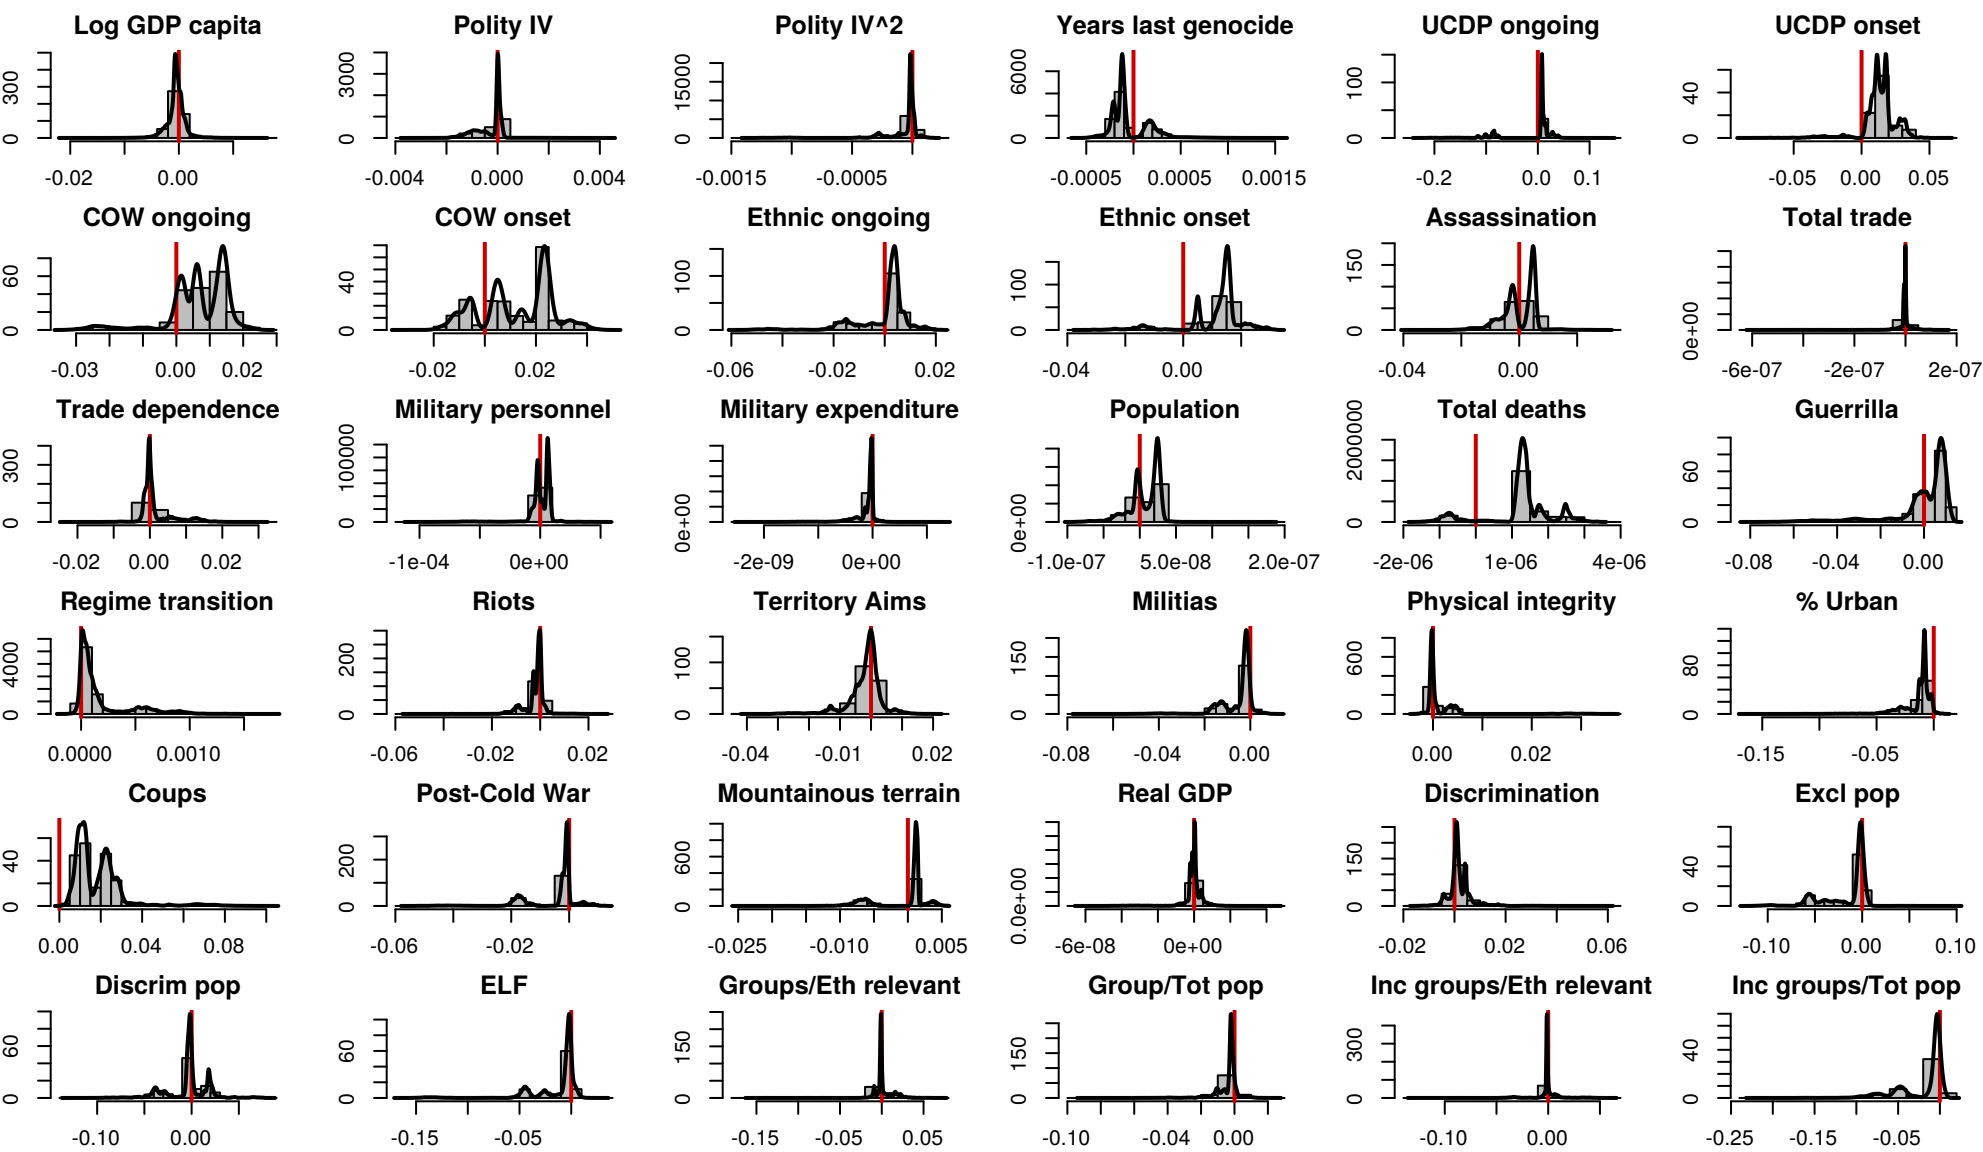 Log GDP capita
300
0
-0.02 0.00
Polity IV
3000
0
-0.004 0.000 0.004
Polity IV^2
15000
0
-0.0015 -0.0005
Years last genocide
6000
0
-0.0005 0.0005 0.0015
UCDP ongoing
100
0
-0.2 0.0 0.1
UCDP onset
40
0
-0.05 0.00 0.05
COW ongoing
60
0
-0.03 0.00 0.02
COW onset
40
0
-0.02 0.02
Ethnic ongoing
100
0
-0.06 -0.02 0.02
Ethnic onset
100
0
-0.04 0.00
Assassination
150
0
-0.04 0.00
Total trade
0e+00
-6e-07 -2e-07 2e-07
Trade dependence
300
0
-0.02 0.00 0.02
Military personnel
100000
0
-1e-04 0e+00
Military expenditure
0e+00
-2e-09 0e+00
Population
0e+00
-1.0e-07 5.0e-08 2.0e-07
Total deaths
2000000
0
-2e-06 1e-06 4e-06
Guerrilla
60
0
-0.08 -0.04 0.00
Regime transition
4000
0
0.0000 0.0010
Riots
200
0
-0.06 -0.02 0.02
Territory Aims
100
0
-0.04 -0.01 0.02
Militias
150
0
-0.08 -0.04 0.00
Physical integrity
600
0
0.00 0.02
% Urban
80
0
-0.15 -0.05
Coups
40
0
0.00 0.04 0.08
Post-Cold War
200
0
-0.06 -0.02
Mountainous terrain
600
0
-0.025 -0.010 0.005
Real GDP
0.0e+00
-6e-08 0e+00
Discrimination
150
0
-0.02 0.02 0.06
Excl pop
40
0
-0.10 0.00 0.10
Discrim pop
60
0
-0.10 0.00
ELF
60
0
-0.15 -0.05
Groups/Eth relevant
150
0
-0.15 -0.05 0.05
Group/Tot pop
150
0
-0.10 -0.04 0.00
Inc groups/Eth relevant
300
0
-0.10 0.00
Inc groups/Tot pop
40
0
-0.25 -0.15 -0.05